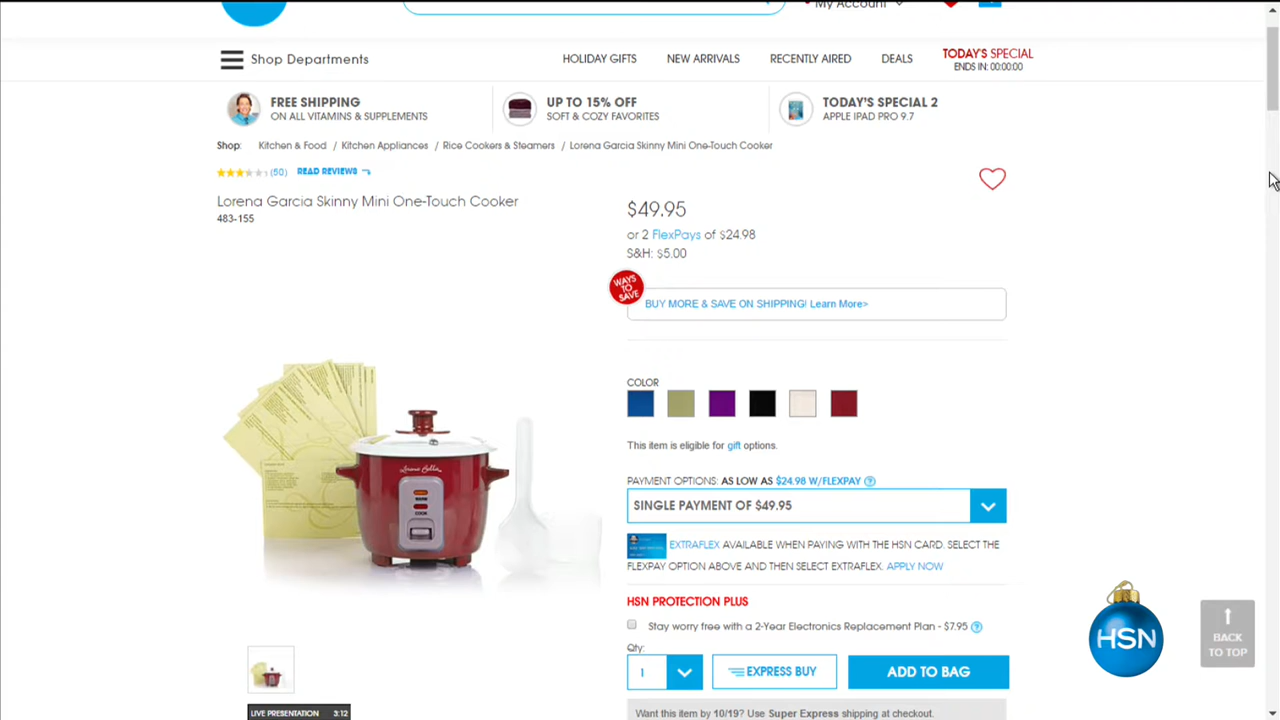 My Account
Shop Departments
HOLIDAY GIFTS
NEW ARRIVALS
RECENTLY AIRED
DEALS
TODAY'S SPECIAL
ENDS IN: 00:00:00
FREE SHIPPING
ON ALL VITAMINS & SUPPLEMENTS
UP TO 15% OFF
SOFT & COZY FAVORITES
TODAY'S SPECIAL 2
APPLE IPAD PRO 9.7
Shop: Kitchen & Food / Kitchen Appliances / Rice Cookers & Steamers / Lorena Garcia Skinny Mini One-Touch Cooker
(50) READ REVIEWS
Lorena Garcia Skinny Mini One-Touch Cooker
483-155
$49.95
or 2 FlexPays of $24.98
S&H: $5.00
WAYS
TO
SAVE
BUY MORE & SAVE ON SHIPPING! Learn More>
COLOR
This item is eligible for gift options.
PAYMENT OPTIONS: AS LOW AS $24.98 W/FLEXPAY ?
SINGLE PAYMENT OF $49.95
EXTRAFLEX AVAILABLE WHEN PAYING WITH THE HSN CARD. SELECT THE
FLEXPAY OPTION ABOVE AND THEN SELECT EXTRAFLEX. APPLY NOW
HSN PROTECTION PLUS
Stay worry free with a 2-Year Electronics Replacement Plan - $7.95 ?
Qty:
1
EXPRESS BUY
ADD TO BAG
Want this item by 10/19? Use Super Express shipping at checkout.
WARM
COOK
LIVE PRESENTATION 3:12
HSN
BACK
TO TOP